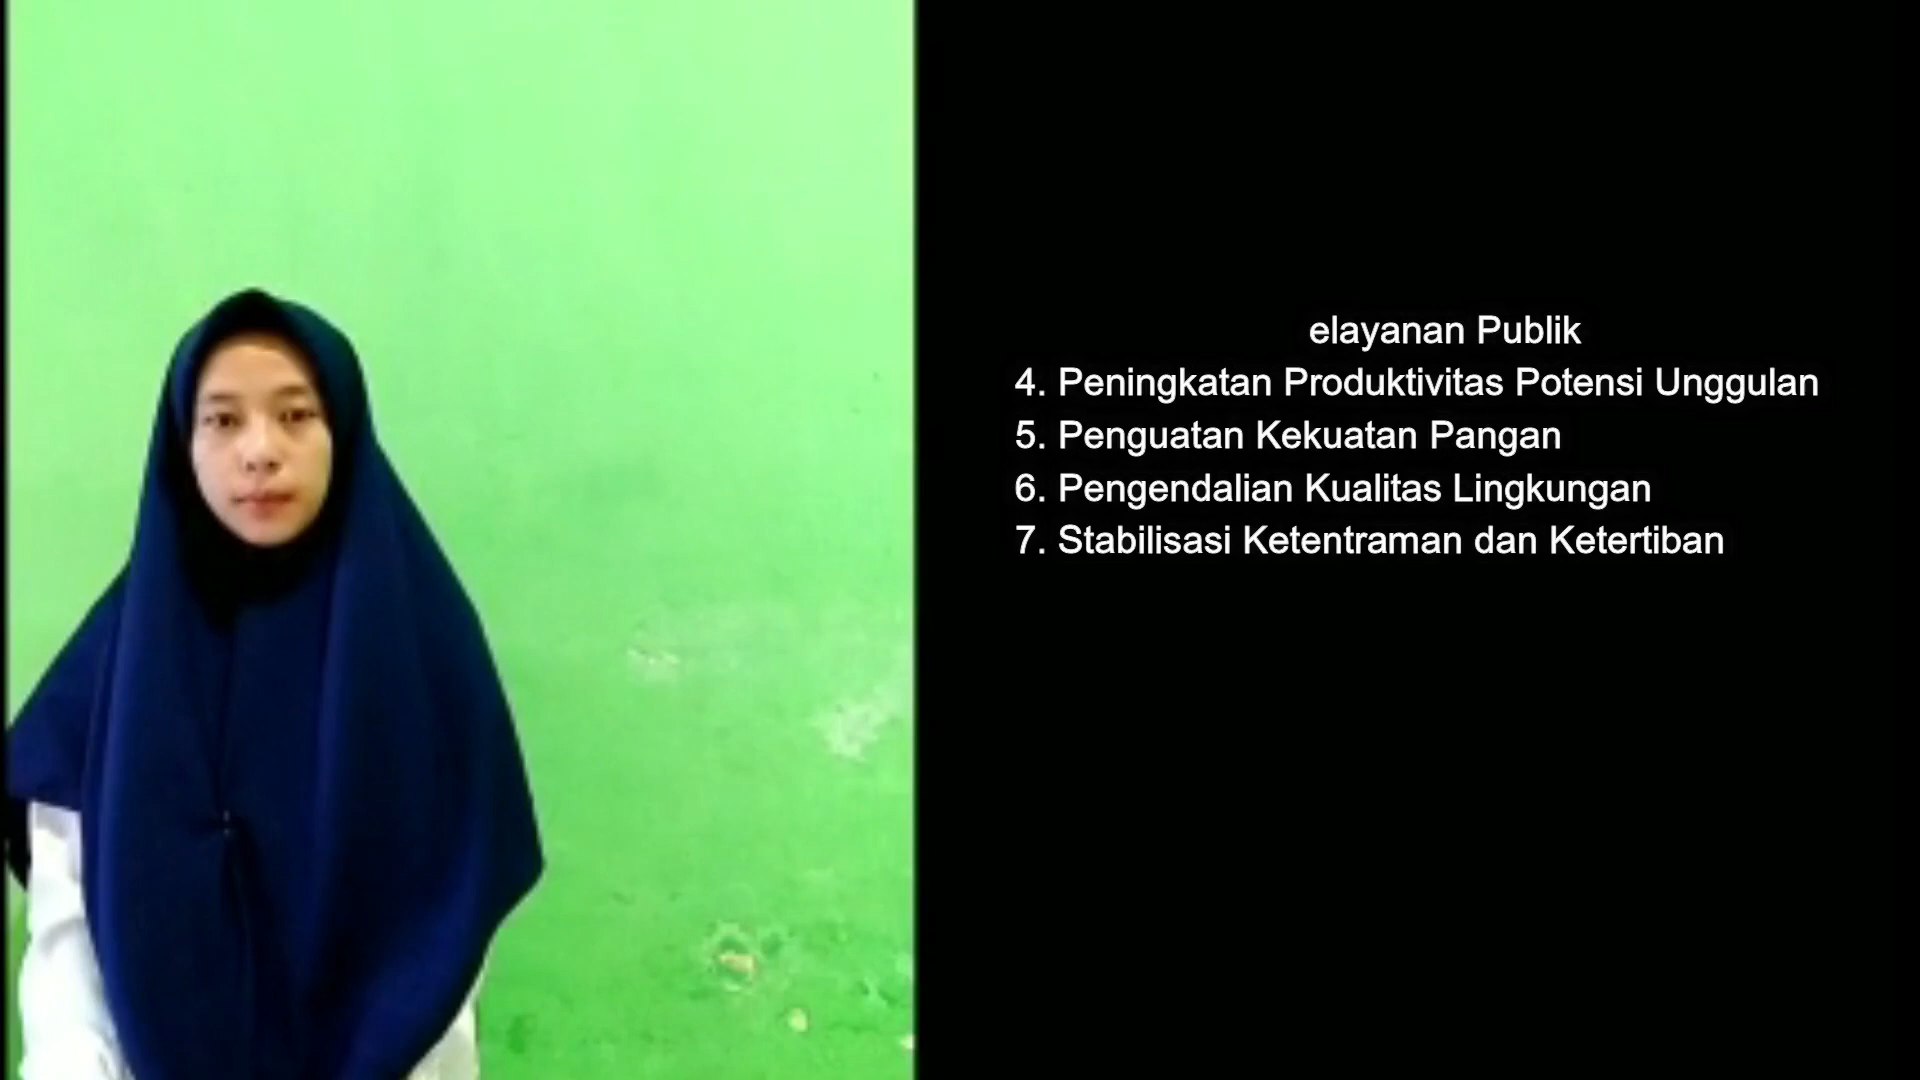 elayanan Publik
4. Peningkatan Produktivitas Potensi Unggulan
5. Penguatan Kekuatan Pangan
6. Pengendalian Kualitas Lingkungan
7. Stabilisasi Ketentraman dan Ketertiban